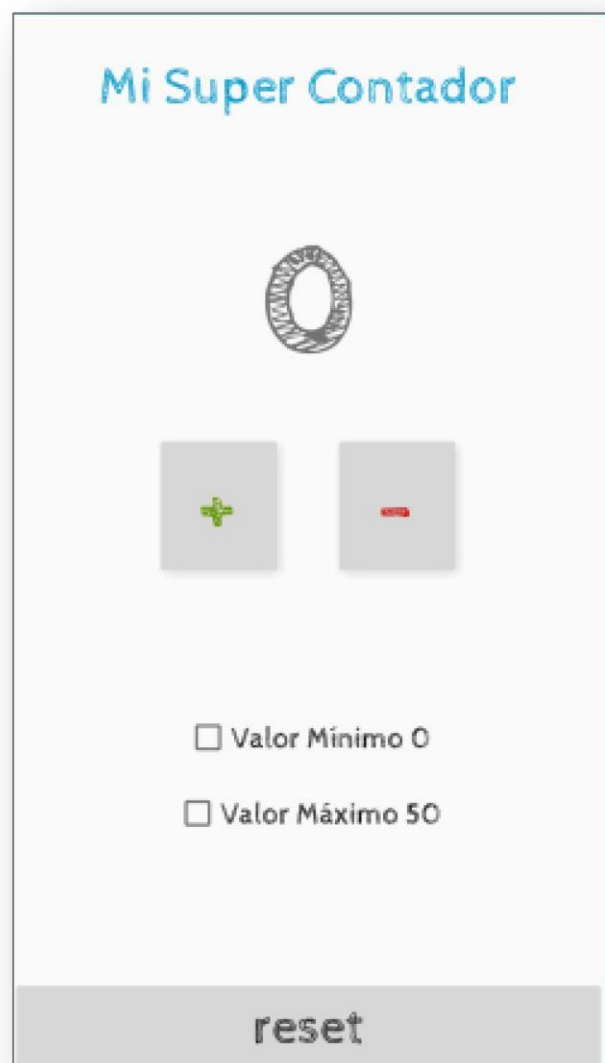 Mi Super Contador
0
+ -
Valor Mínimo 0
Valor Máximo 50
reset